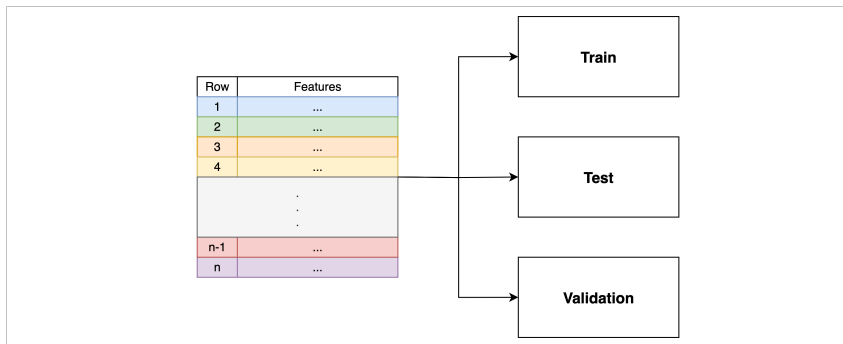 Row Features
1 ...
2 ...
3 ...
4 ...
.
.
.
n-1 ...
n ...
Train
Test
Validation